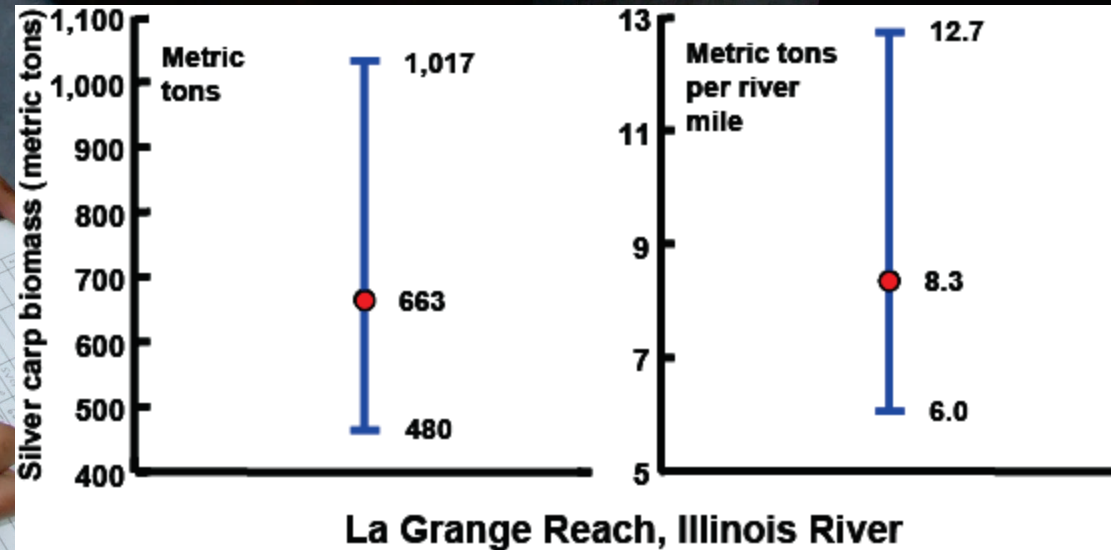 Silver carp biomass (metric tons)
1,100
1,000
900
800
700
600
500
400
Metric
tons
1,017
663
480
13
11
9
7
5
Metric tons
per river
mile
12.7
8.3
6.0
La Grange Reach, Illinois River